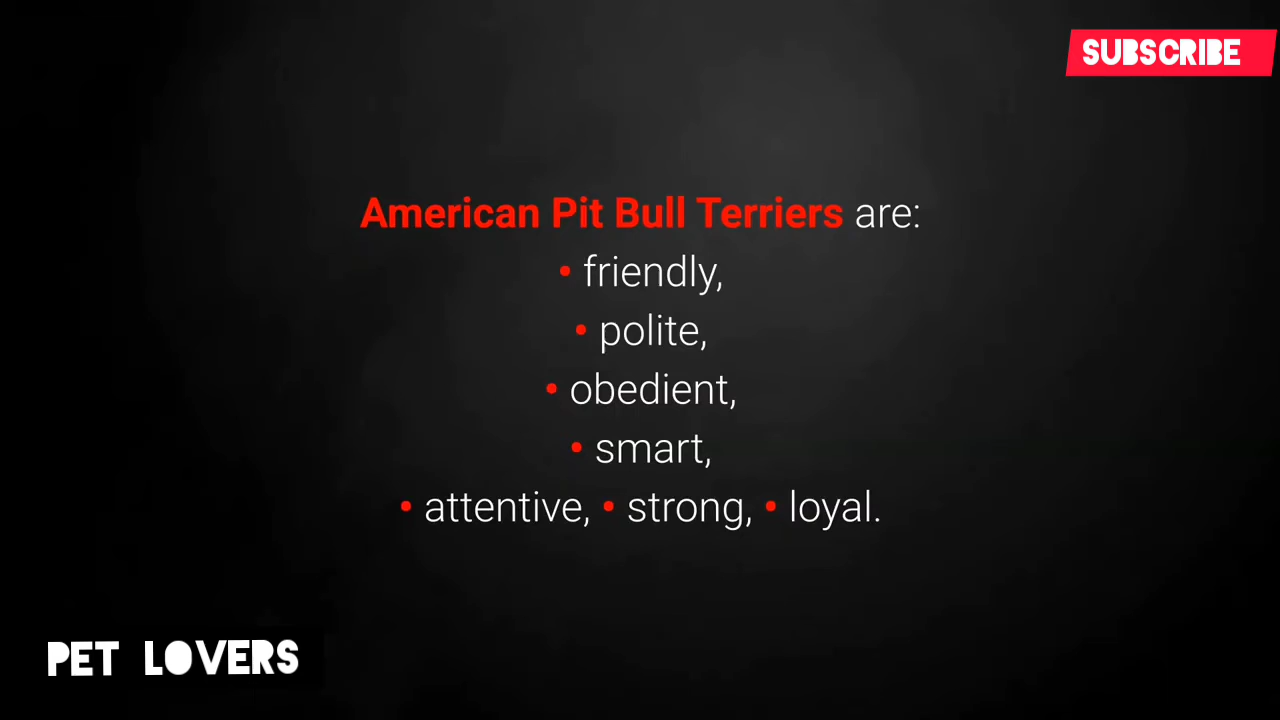 SUBSCRIBE
American Pit Bull Terriers are:
• friendly,
• polite,
• obedient,
• smart,
• attentive, • strong, • loyal.
PET LOVERS